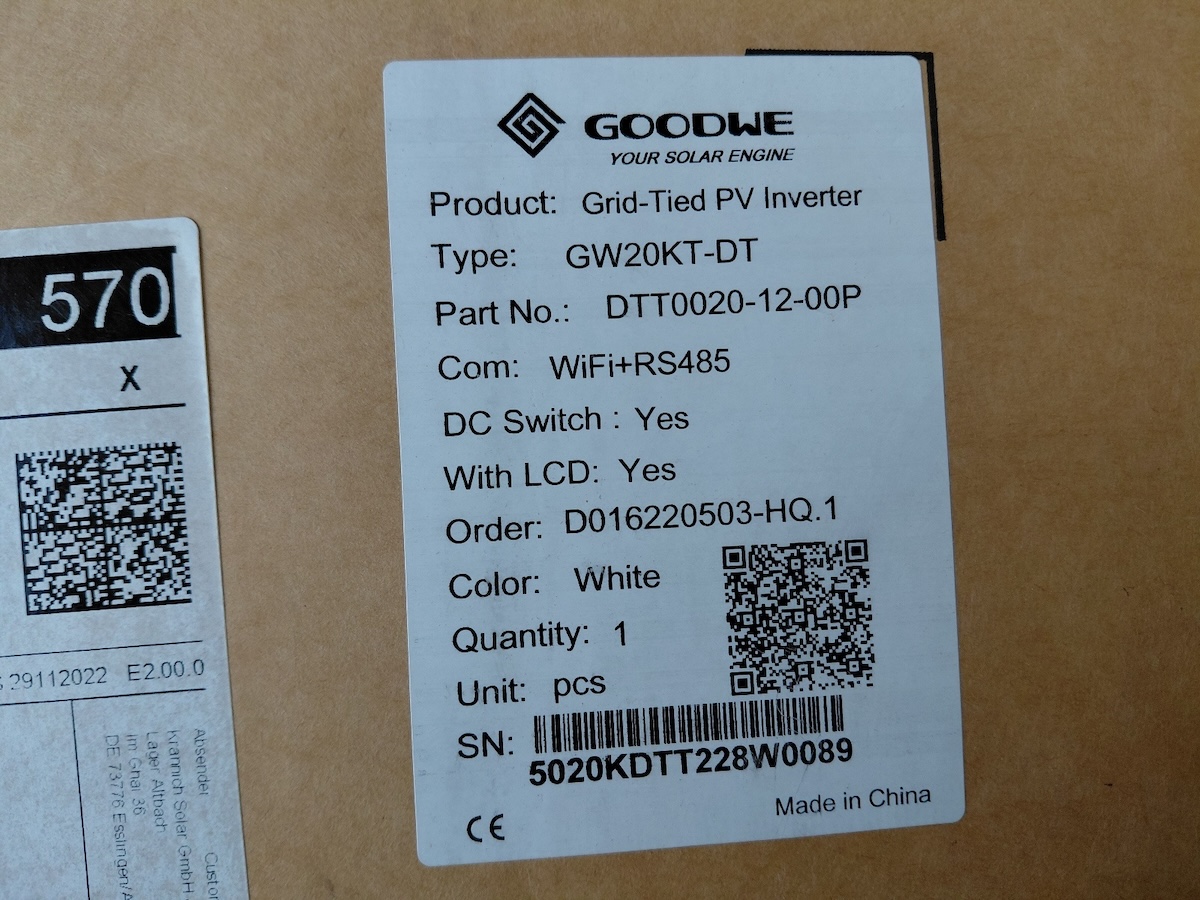 GOODWE
YOUR SOLAR ENGINE
Product: Grid-Tied PV Inverter
Type: GW20KT-DT
Part No.: DTT0020-12-00P
Com: WiFi+RS485
DC Switch : Yes
With LCD: Yes
Order: D016220503-HQ.1
Color: White
Quantity: 1
Unit: pcs
SN:
5020KDTT228W0089
CE
Made in China
570
X
29112022 E2.00.0
Absender
Krannich Solar GmbH
Lager Altbach
Im Ghai 36
DE 73776 Esslingen/A